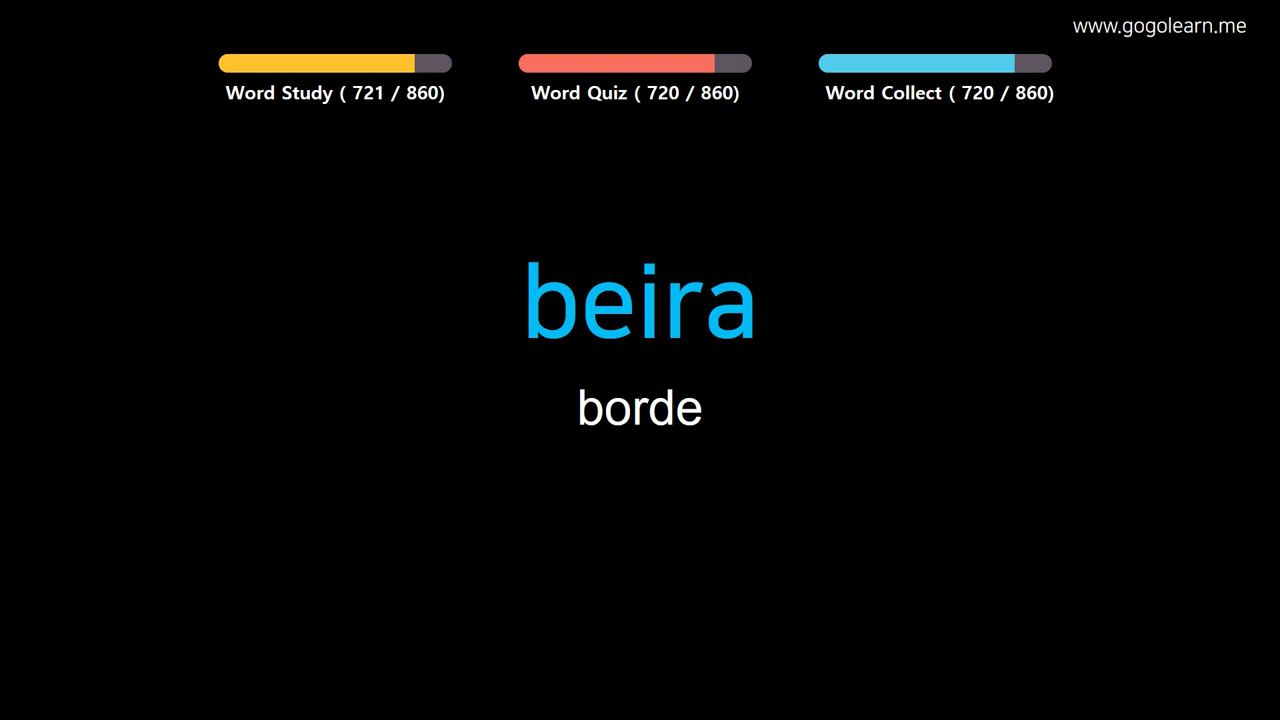 www.gogolearn.me
Word Study ( 721 / 860)
Word Quiz ( 720 / 860)
Word Collect ( 720 / 860)
beira
borde